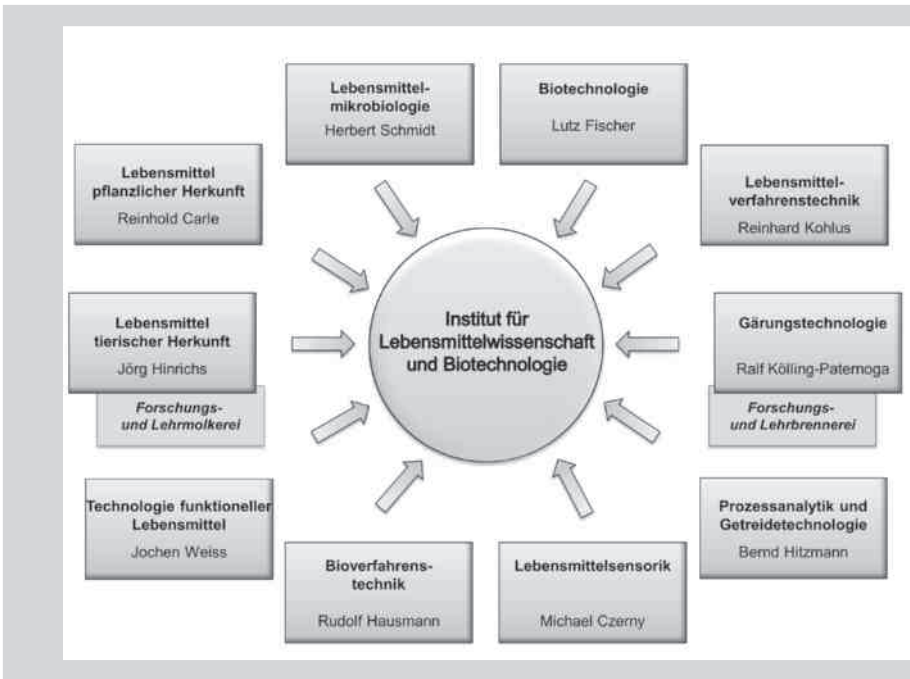 Lebensmittel-
mikrobiologie
Herbert Schmidt
Biotechnologie
Lutz Fischer
Lebensmittel
pflanzlicher Herkunft
Reinhold Carle
Lebensmittel-
verfahrenstechnik
Reinhard Kohlus
Institut für
Lebensmittelwissenschaft
und Biotechnologie
Lebensmittel
tierischer Herkunft
Jörg Hinrichs
Forschungs-
und Lehrmolkerei
Gärungstechnologie
Ralf Kölling-Paternoga
Forschungs-
und Lehrbrennerei
Technologie funktioneller
Lebensmittel
Jochen Weiss
Prozessanalytik und
Getreidetechnologie
Bernd Hitzmann
Bioverfahrens-
technik
Rudolf Hausmann
Lebensmittelsensorik
Michael Czerny